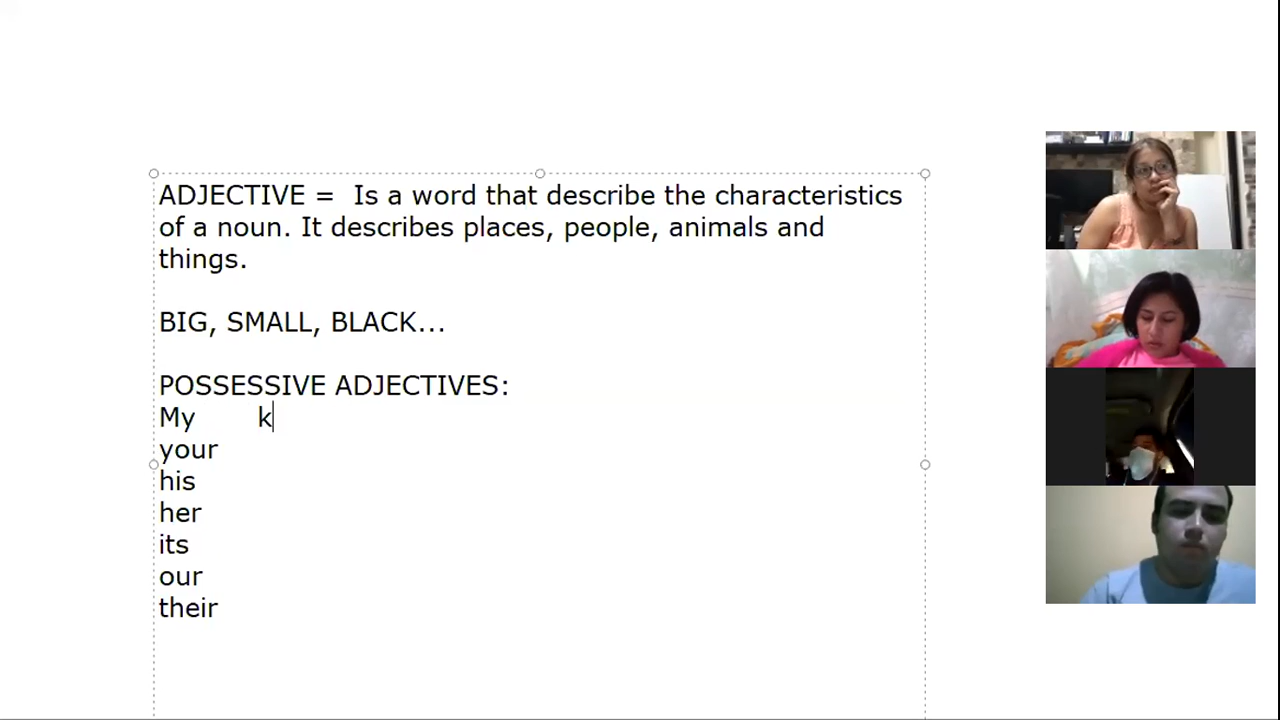 ADJECTIVE = Is a word that describe the characteristics
of a noun. It describes places, people, animals and
things.
BIG, SMALL, BLACK...
POSSESSIVE ADJECTIVES:
My k
your
his
her
its
our
their